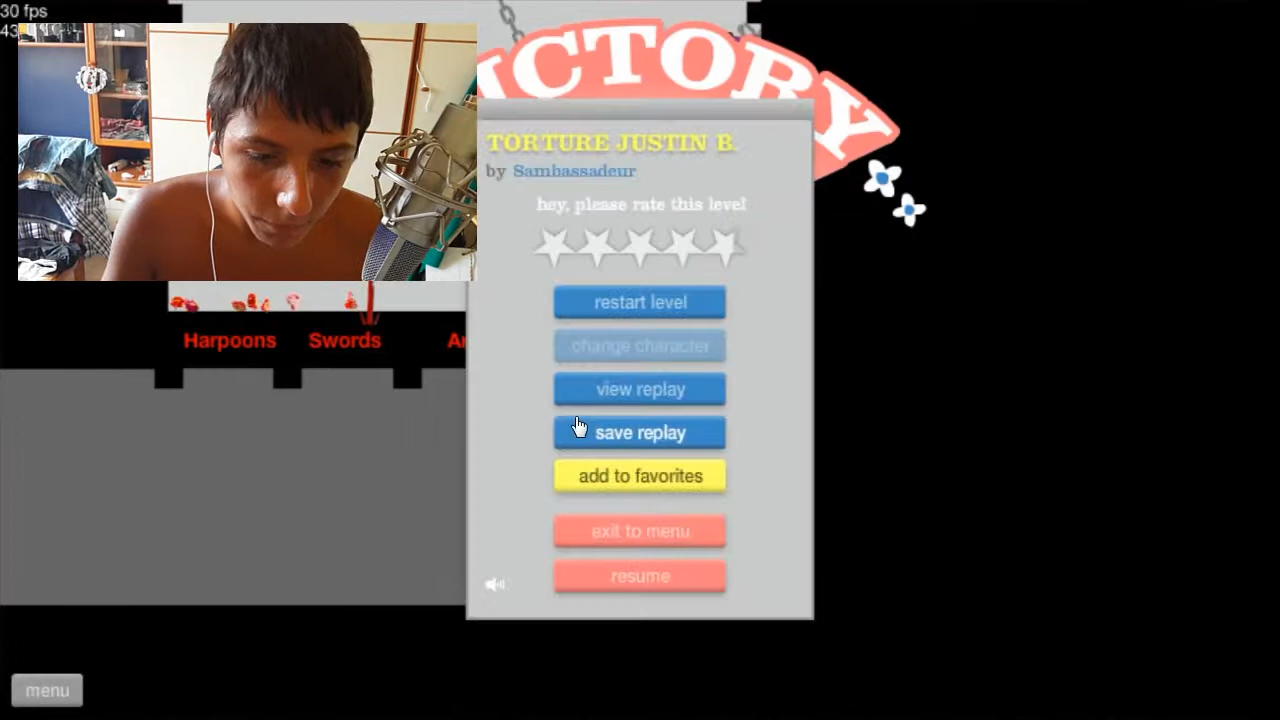 30 fps
ICTORY
TORTURE JUSTIN B.
by Sambassadeur
hey, please rate this level
restart level
change character
view replay
save replay
add to favorites
exit to menu
resume
Harpoons Swords
menu